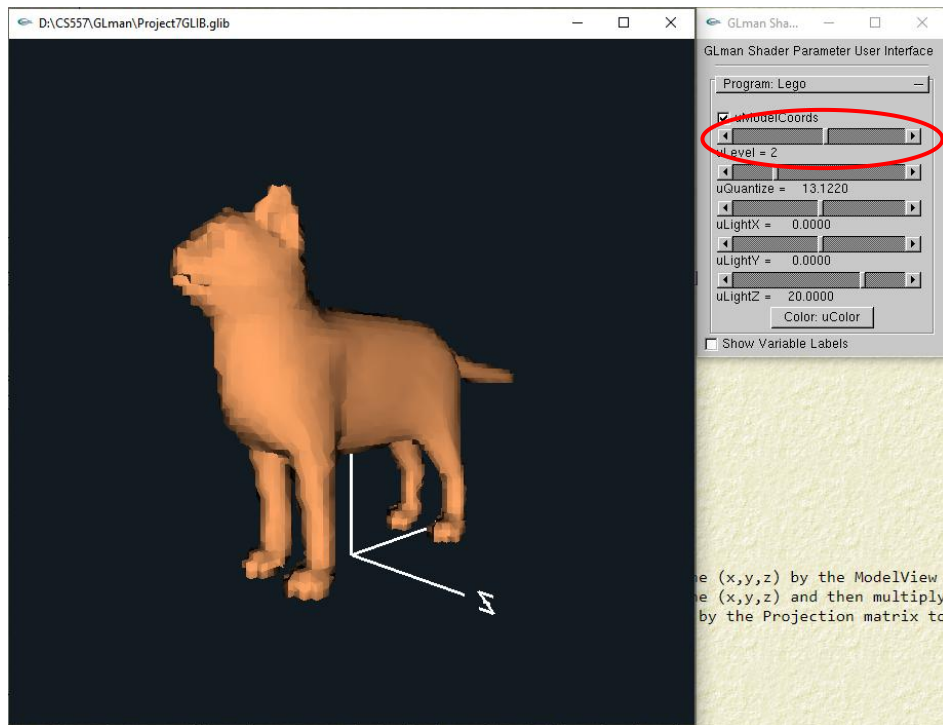 D:\CS557\GLman\Project7GLIB.glib
GLman Sha...
GLman Shader Parameter User Interface
Program: Lego
uModelCoords
uLevel = 2
uQuantize = 13.1220
uLightX = 0.0000
uLightY = 0.0000
uLightZ = 20.0000
Color: uColor
Show Variable Labels
(x,y,z) by the ModelView
(x,y,z) and then multiply
by the Projection matrix to